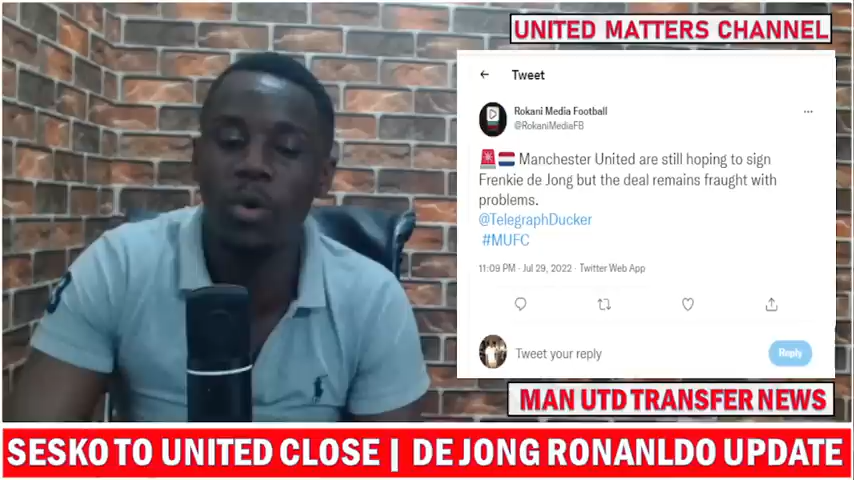 UNITED MATTERS CHANNEL
Tweet
Rokani Media Football
@RokaniMediaFB
🚨🇳🇱 Manchester United are still hoping to sign
Frenkie de Jong but the deal remains fraught with
problems.
@TelegraphDucker
#MUFC
11:09 PM · Jul 29, 2022 · Twitter Web App
Tweet your reply
Reply
MAN UTD TRANSFER NEWS
SESKO TO UNITED CLOSE | DE JONG RONANLDO UPDATE
3